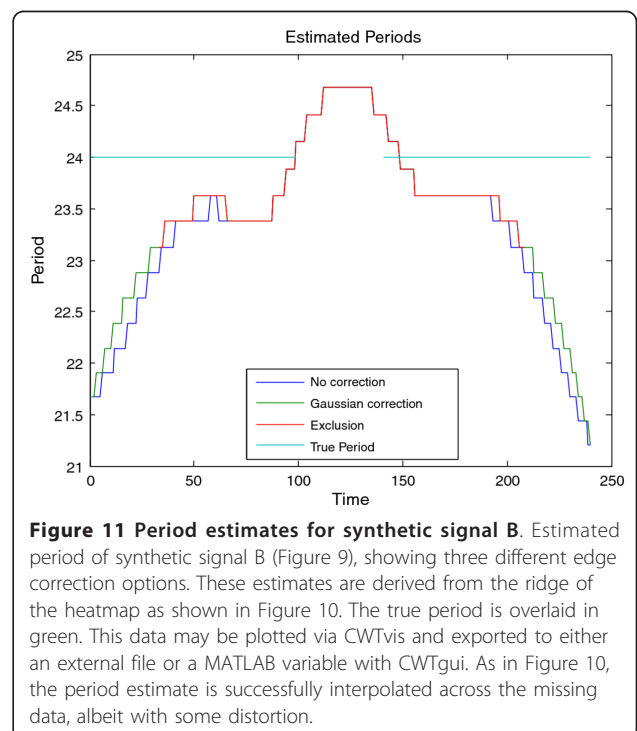 Estimated Periods
25
24.5
24
23.5
23
22.5
22
21.5
21
Period
0
50
100
150
200
250
Time
No correction
Gaussian correction
Exclusion
True Period
Figure 11 Period estimates for synthetic signal B. Estimated
period of synthetic signal B (Figure 9), showing three different edge
correction options. These estimates are derived from the ridge of
the heatmap as shown in Figure 10. The true period is overlaid in
green. This data may be plotted via CWTvis and exported to either
an external file or a MATLAB variable with CWTgui. As in Figure 10,
the period estimate is successfully interpolated across the missing
data, albeit with some distortion.